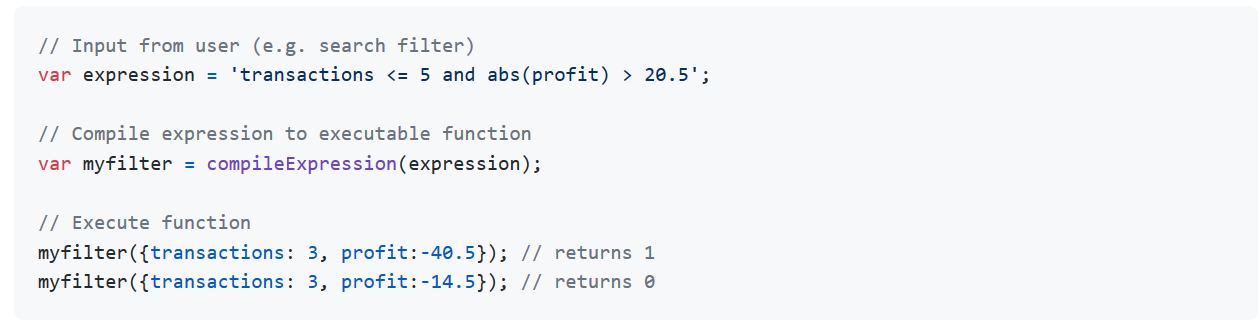 // Input from user (e.g. search filter)
var expression = 'transactions <= 5 and abs(profit) > 20.5';
// Compile expression to executable function
var myfilter = compileExpression(expression);
// Execute function
myfilter({transactions: 3, profit:-40.5}); // returns 1
myfilter({transactions: 3, profit:-14.5}); // returns 0